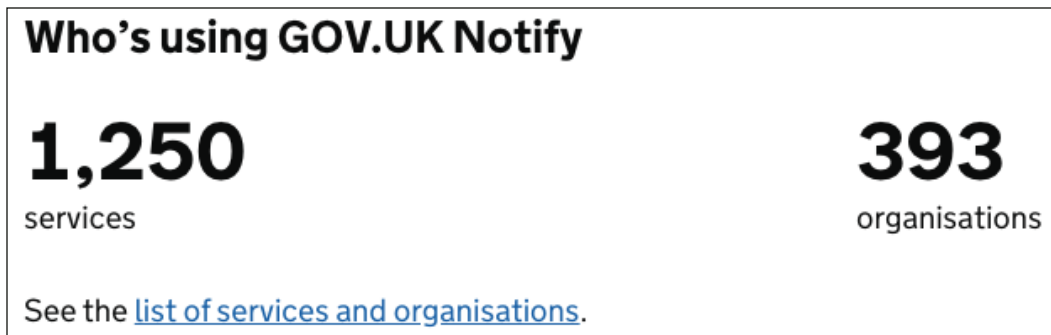 Who’s using GOV.UK Notify
1,250
services
393
organisations
See the list of services and organisations.